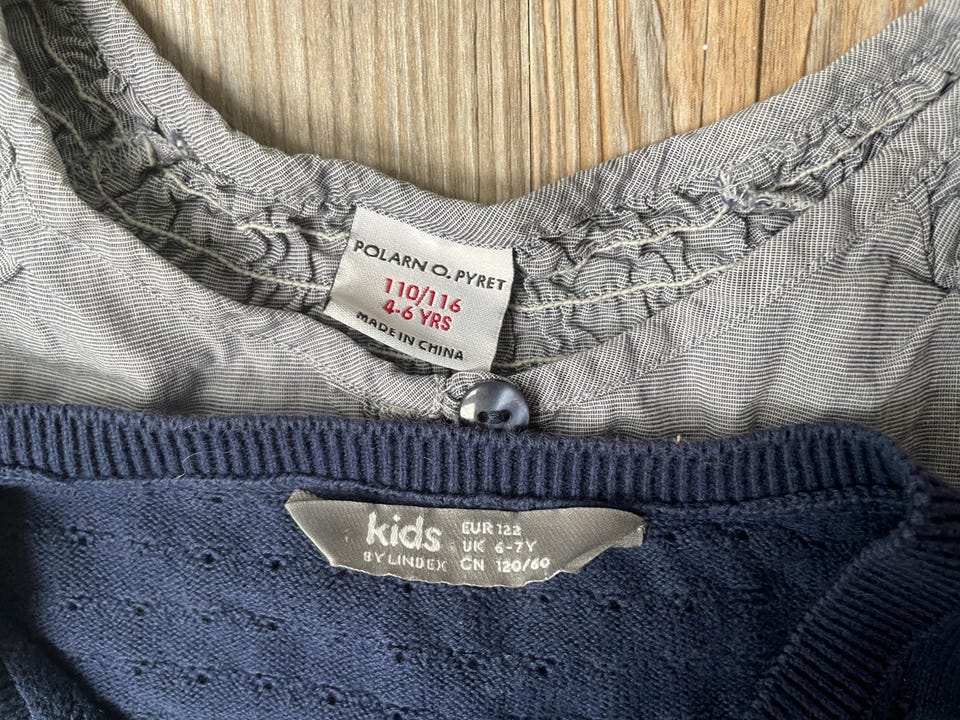 POLARN O. PYRET
110/116
4-6 YRS
MADE IN CHINA
kids
BY LINDEX
EUR 122
UK 6-7Y
CN 120/60